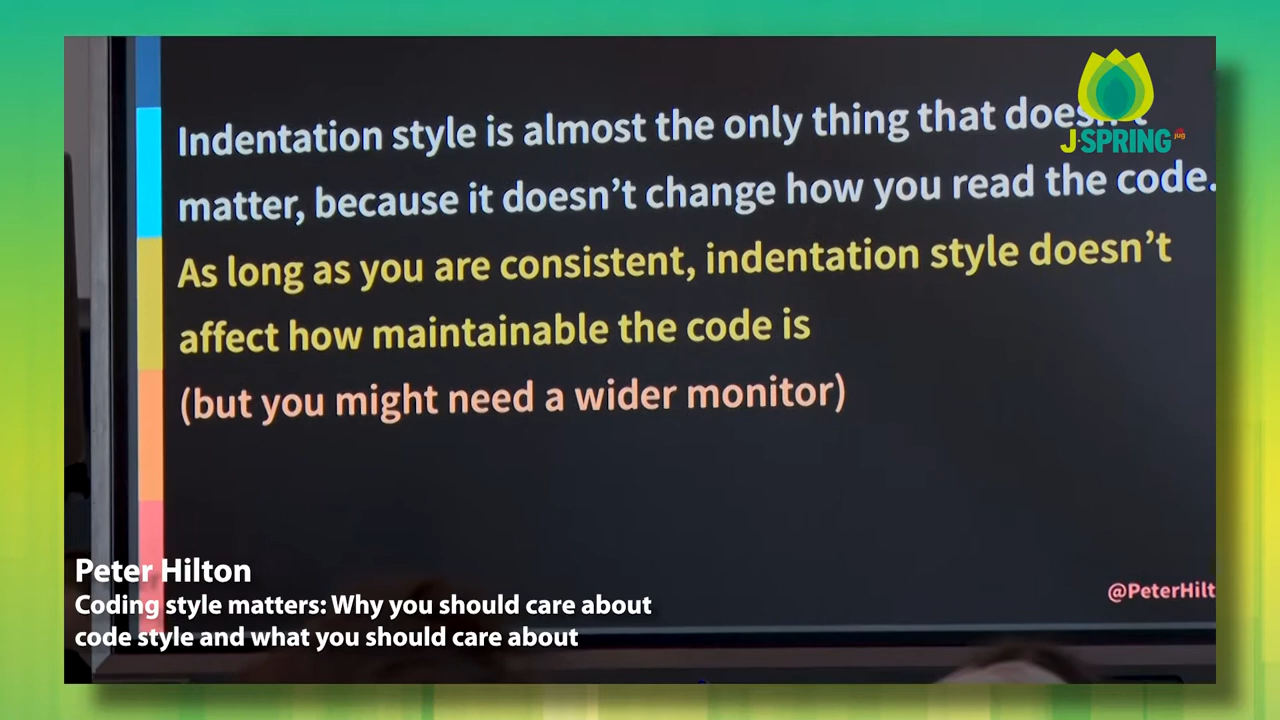 Indentation style is almost the only thing that doesn't
matter, because it doesn't change how you read the code.
As long as you are consistent, indentation style doesn't
affect how maintainable the code is
(but you might need a wider monitor)
J-SPRING
nljug
@PeterHilt
Peter Hilton
Coding style matters: Why you should care about
code style and what you should care about